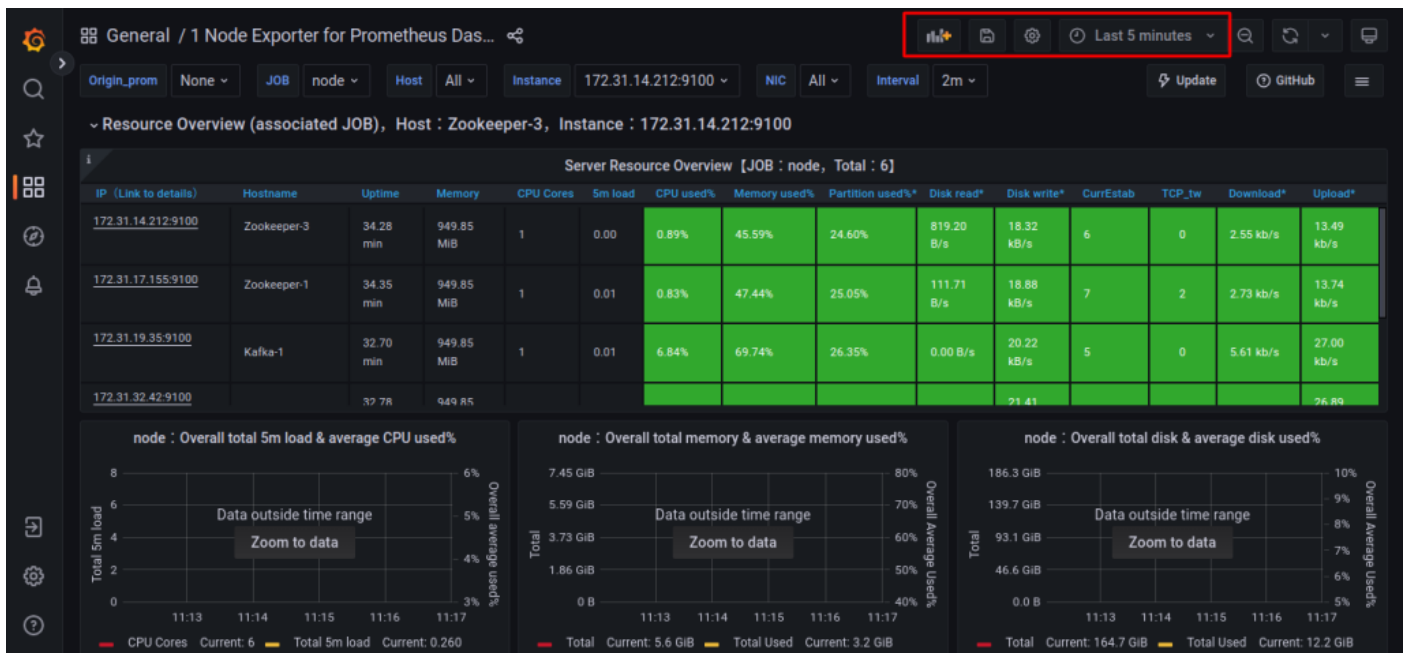 General / 1 Node Exporter for Prometheus Das...
Last 5 minutes
Origin_prom None JOB node Host All Instance 172.31.14.212:9100 NIC All Interval 2m Update GitHub
Resource Overview (associated JOB)，Host：Zookeeper-3，Instance：172.31.14.212:9100
i
Server Resource Overview【JOB：node，Total：6】
IP（Link to details） Hostname Uptime Memory CPU Cores 5m load CPU used% Memory used% Partition used%* Disk read* Disk write* CurrEstab TCP_tw Download* Upload*
172.31.14.212:9100 Zookeeper-3 34.28 min 949.85 MiB 1 0.00 0.89% 45.59% 24.60% 819.20 B/s 18.32 kB/s 6 0 2.55 kb/s 13.49 kb/s
172.31.17.155:9100 Zookeeper-1 34.35 min 949.85 MiB 1 0.01 0.83% 47.44% 25.05% 111.71 B/s 18.88 kB/s 7 2 2.73 kb/s 13.74 kb/s
172.31.19.35:9100 Kafka-1 32.70 min 949.85 MiB 1 0.01 6.84% 69.74% 26.35% 0.00 B/s 20.22 kB/s 5 0 5.61 kb/s 27.00 kb/s
172.31.32.42:9100 32.78 949.85 21.41 26.89
node：Overall total 5m load & average CPU used%
8 6%
6 5%
4 4%
2
0 3%
Total 5m load
Overall average used%
Data outside time range
Zoom to data
11:13 11:14 11:15 11:16 11:17
CPU Cores Current: 6 Total 5m load Current: 0.260
node：Overall total memory & average memory used%
7.45 GiB 80%
5.59 GiB 70%
3.73 GiB 60%
1.86 GiB 50%
0 B 40%
Total
Overall Average Used%
Data outside time range
Zoom to data
11:13 11:14 11:15 11:16 11:17
Total Current: 5.6 GiB Total Used Current: 3.2 GiB
node：Overall total disk & average disk used%
186.3 GiB 10%
139.7 GiB 9%
93.1 GiB 8%
7%
46.6 GiB 6%
0.0 B 5%
Total
Overall Average Used%
Data outside time range
Zoom to data
11:13 11:14 11:15 11:16 11:17
Total Current: 164.7 GiB Total Used Current: 12.2 GiB